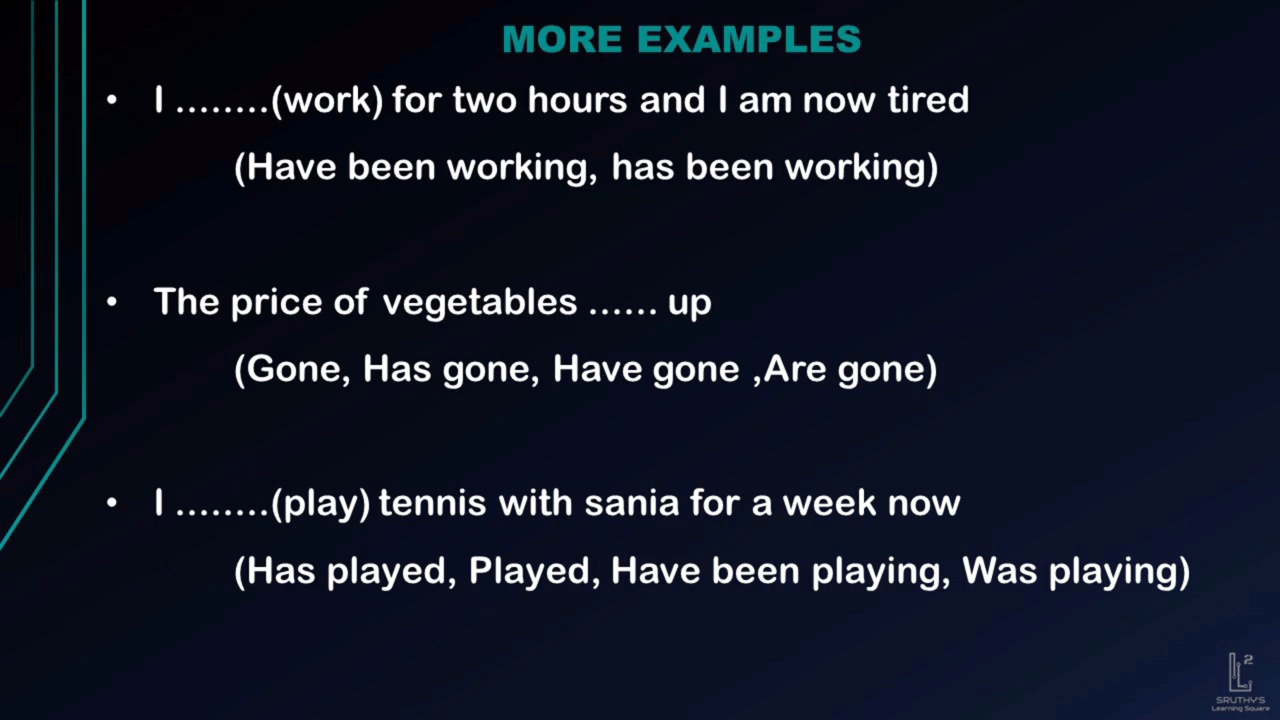 MORE EXAMPLES
• I ........(work) for two hours and I am now tired
(Have been working, has been working)
• The price of vegetables ...... up
(Gone, Has gone, Have gone ,Are gone)
• I ........(play) tennis with sania for a week now
(Has played, Played, Have been playing, Was playing)
L2
SRUTHY'S
Learning Square